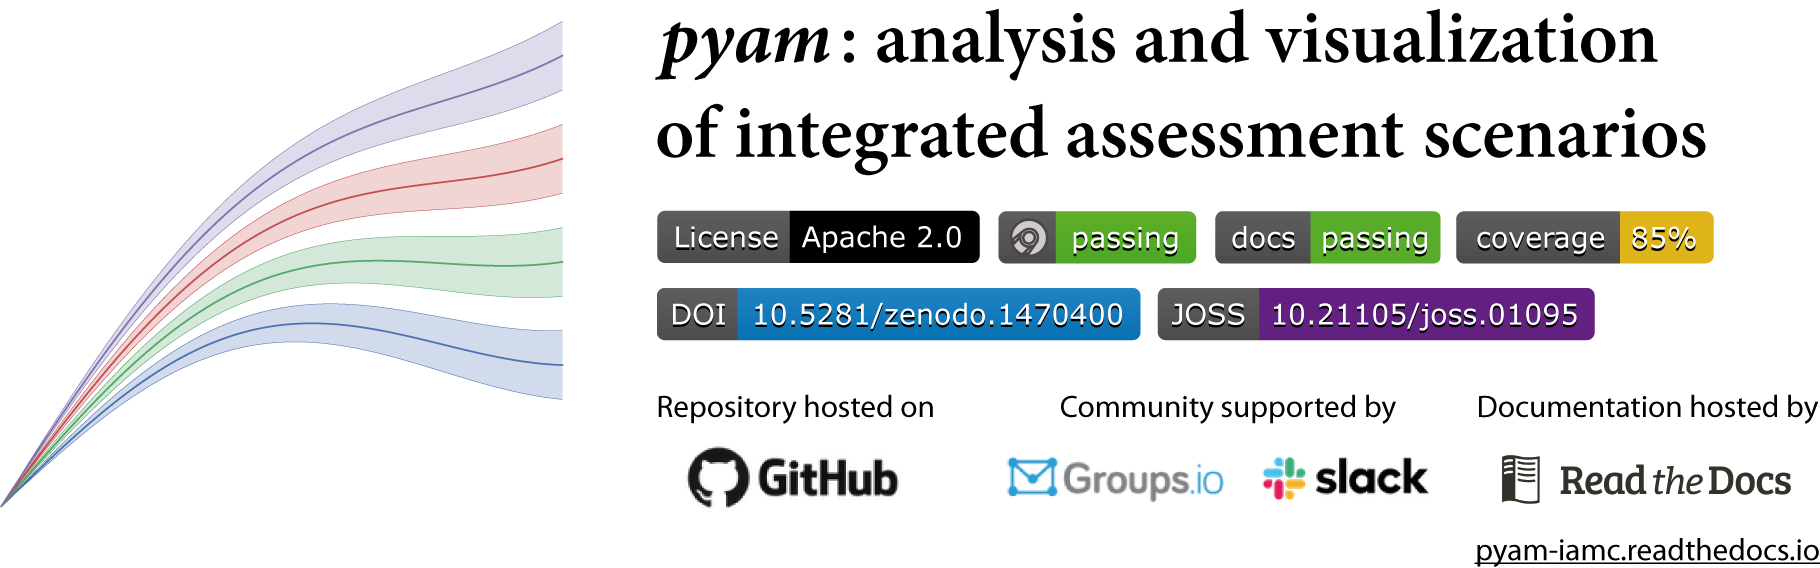 pyam: analysis and visualization
of integrated assessment scenarios
License Apache 2.0 passing docs passing coverage 85%
DOI 10.5281/zenodo.1470400 JOSS 10.21105/joss.01095
Repository hosted on Community supported by Documentation hosted by
GitHub Groups.io slack Read the Docs
pyam-iamc.readthedocs.io